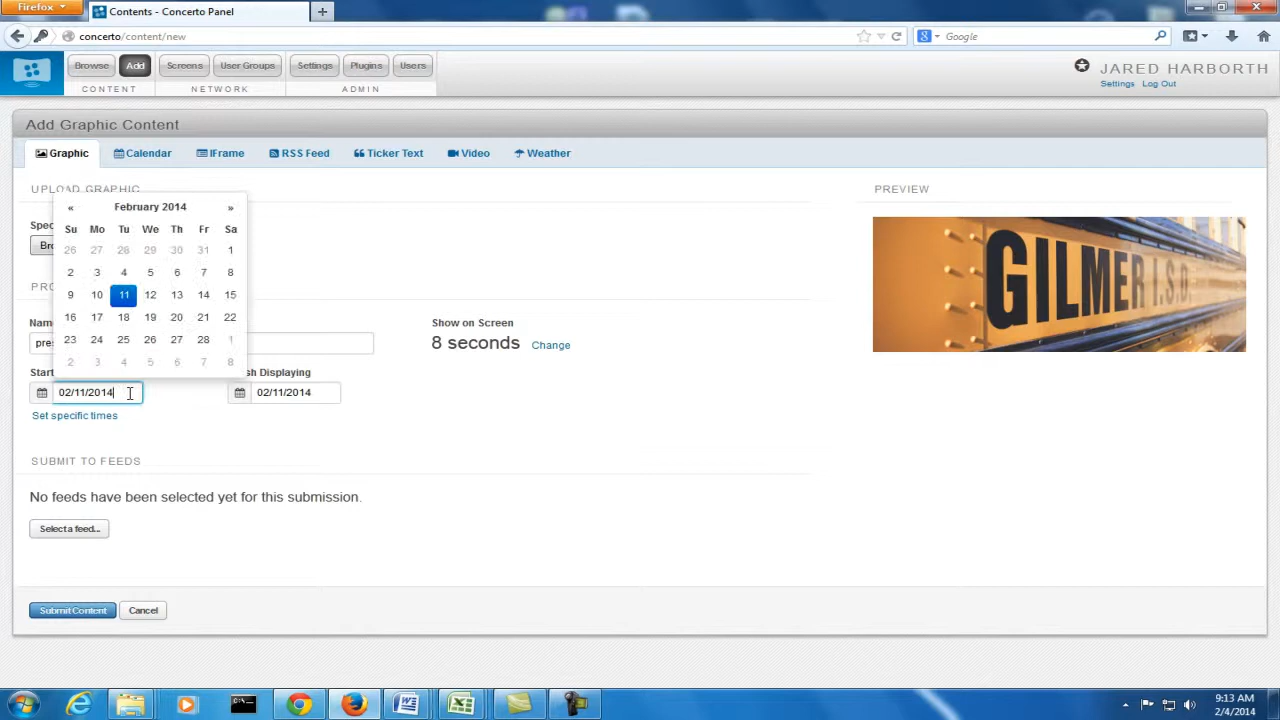 Firefox
Contents - Concerto Panel
concerto/content/new
Google
Browse Add Screens User Groups Settings Plugins Users
CONTENT NETWORK ADMIN
JARED HARBORTH
Settings Log Out
Add Graphic Content
Graphic Calendar IFrame RSS Feed Ticker Text Video Weather
UPLOAD GRAPHIC
PREVIEW
« February 2014 »
Su Mo Tu We Th Fr Sa
26 27 28 29 30 31 1
2 3 4 5 6 7 8
9 10 11 12 13 14 15
16 17 18 19 20 21 22
23 24 25 26 27 28 1
2 3 4 5 6 7 8
GILMER I.S.D.
Show on Screen
8 seconds Change
Start
Displaying
02/11/2014
02/11/2014
Set specific times
SUBMIT TO FEEDS
No feeds have been selected yet for this submission.
Select a feed...
Submit Content Cancel
9:13 AM
2/4/2014